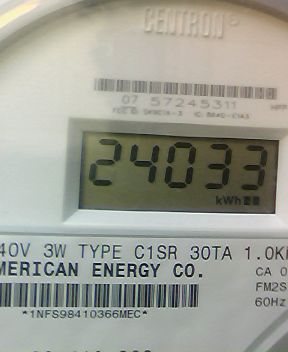 CENTRON®
07 57245311
24033
kWh
40V 3W TYPE C1SR 30TA 1.0K
MERICAN ENERGY CO.
CA 0
FM2S
60Hz
*1NFS98410366MEC*